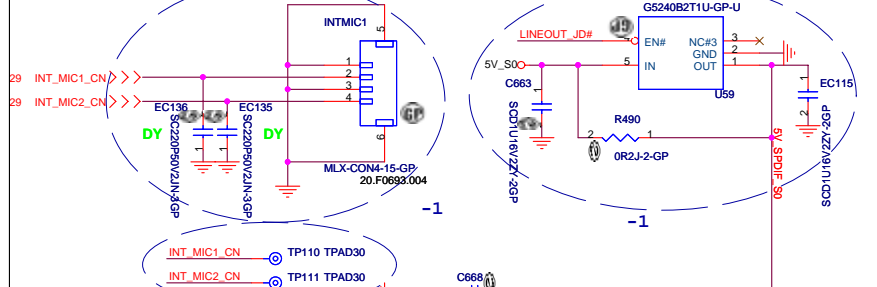 G5240B2T1U-GP-U
INTMIC1
5
LINEOUT_JD#
EN#
NC#3
3
GND
2
5V_S0
5
IN
OUT
1
U59
29
INT_MIC1_CN
1
2
3
4
29
INT_MIC2_CN
GP
C663
SCD1U16V2ZY-2GP
EC115
1
2
SCD1U16V2ZY-2GP
EC136
EC135
DY
SC220P50V2JN-3GP
DY
SC220P50V2JN-3GP
1
1
6
R490
2
1
0R2J-2-GP
5V_SPDIF_S0
MLX-CON4-15-GP
20.F0693.004
-1
-1
INT_MIC1_CN
TP110 TPAD30
INT_MIC2_CN
TP111 TPAD30
C668